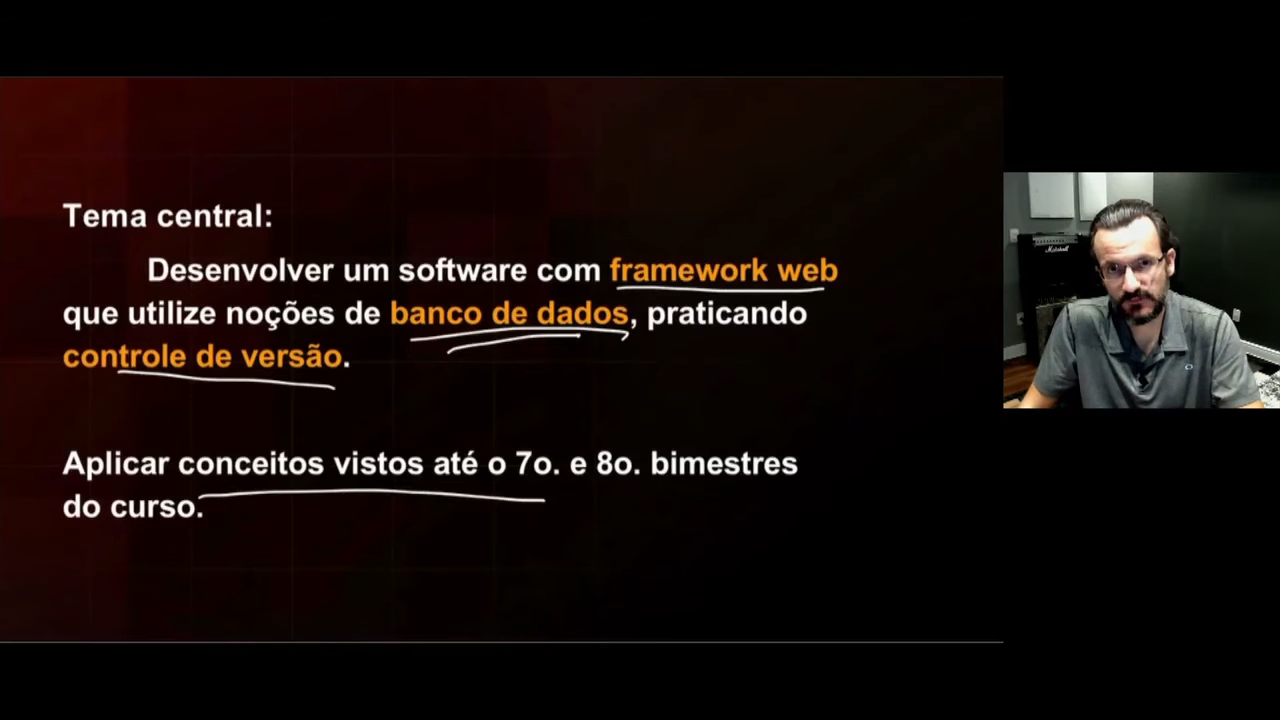 Tema central:
Desenvolver um software com framework web
que utilize noções de banco de dados, praticando
controle de versão.
Aplicar conceitos vistos até o 7o. e 8o. bimestres
do curso.
Marshall